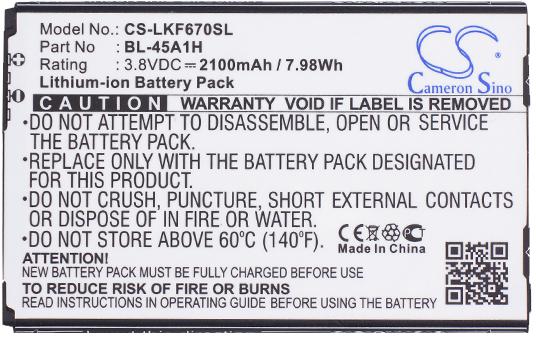 Model No.: CS-LKF670SL
Part No. : BL-45A1H
Rating : 3.8VDC⎓2100mAh / 7.98Wh
Lithium-ion Battery Pack
CS
Cameron Sino
CAUTION WARRANTY VOID IF LABEL IS REMOVED
•DO NOT ATTEMPT TO DISASSEMBLE, OPEN OR SERVICE
THE BATTERY PACK.
•REPLACE ONLY WITH THE BATTERY PACK DESIGNATED
FOR THIS EQUIPMENT.
•DO NOT CRUSH, PUNCTURE, SHORT EXTERNAL CONTACTS
OR DISPOSE OF IN FIRE OR WATER.
•DO NOT STORE ABOVE 60°C (140°F).
CE
Made In China
ATTENTION!
NEW BATTERY PACK MUST BE FULLY CHARGED BEFORE USE
TO REDUCE RISK OF FIRE OR BURNS
READ INSTRUCTIONS IN OPERATING GUIDE BEFORE USING BATTERY PACK